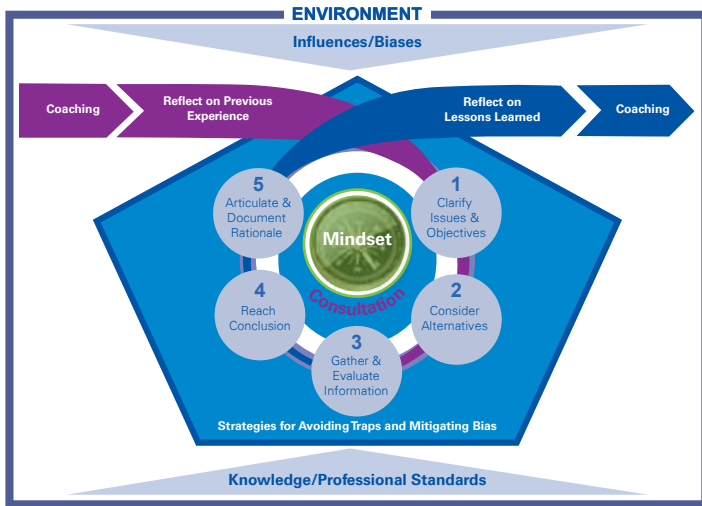 ENVIRONMENT
Influences/Biases
Coaching
Reflect on Previous
Experience
Reflect on
Lessons Learned
Coaching
5
Articulate &
Document
Rationale
1
Clarify
Issues &
Objectives
Mindset
Consultation
4
Reach
Conclusion
2
Consider
Alternatives
3
Gather &
Evaluate
Information
Strategies for Avoiding Traps and Mitigating Bias
Knowledge/Professional Standards